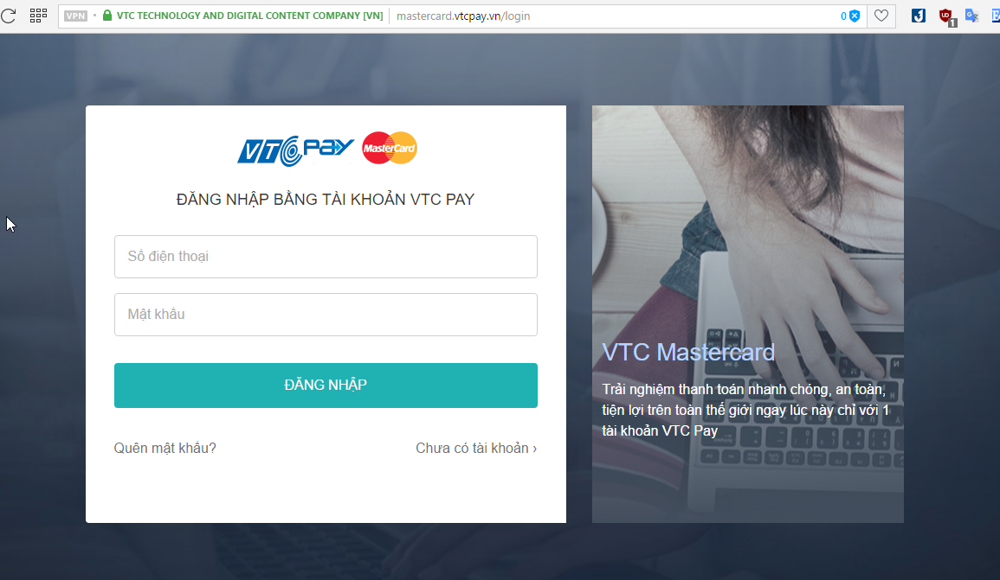 VPN
VTC TECHNOLOGY AND DIGITAL CONTENT COMPANY [VN]
mastercard.vtcpay.vn/login
0
1
VTC PAY
MasterCard
ĐĂNG NHẬP BẰNG TÀI KHOẢN VTC PAY
Số điện thoại
Mật khẩu
ĐĂNG NHẬP
Quên mật khẩu?
Chưa có tài khoản ›
VTC Mastercard
Trải nghiệm thanh toán nhanh chóng, an toàn,
tiện lợi trên toàn thế giới ngay lúc này chỉ với 1
tài khoản VTC Pay